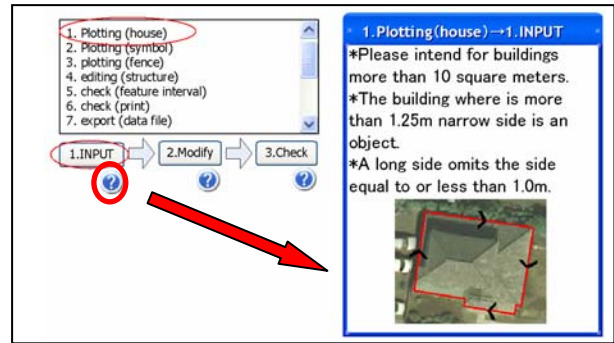 1. Plotting (house)
2. Plotting (symbol)
3. plotting (fence)
4. editing (structure)
5. check (feature interval)
6. check (print)
7. export (data file)
1.INPUT
2.Modify
3.Check
?
?
?
1.Plotting(house)→1.INPUT
*Please intend for buildings
more than 10 square meters.
*The building where is more
than 1.25m narrow side is an
object.
*A long side omits the side
equal to or less than 1.0m.